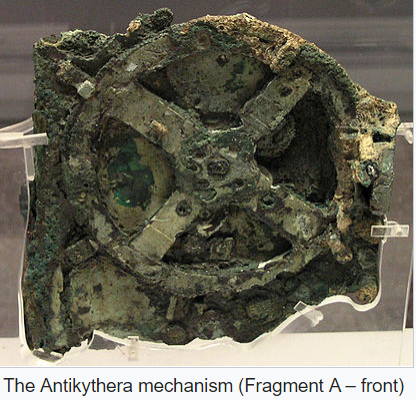 The Antikythera mechanism (Fragment A – front)